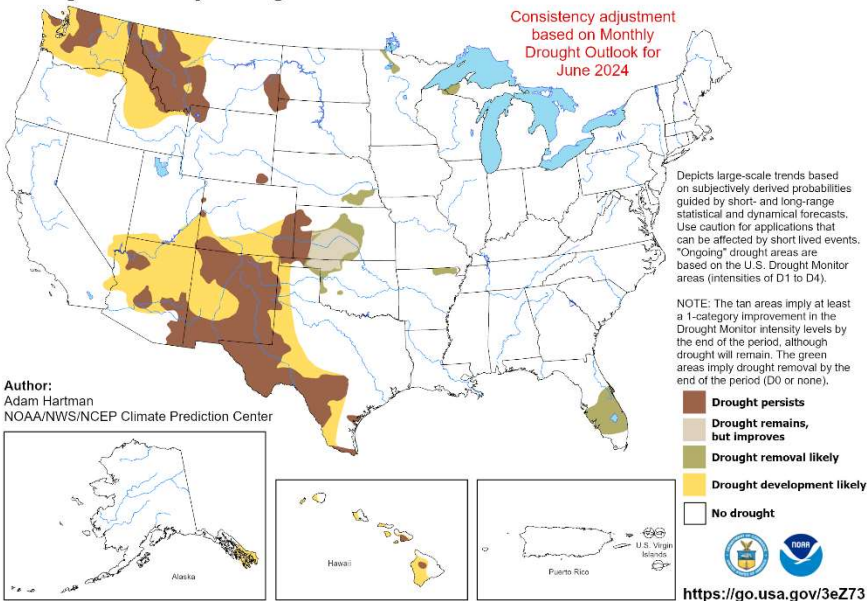 Consistency adjustment
based on Monthly
Drought Outlook for
June 2024
Depicts large-scale trends based
on subjectively derived probabilities
guided by short- and long-range
statistical and dynamical forecasts.
Use caution for applications that
can be affected by short lived events.
"Ongoing" drought areas are
based on the U.S. Drought Monitor
areas (intensities of D1 to D4).
NOTE: The tan areas imply at least
a 1-category improvement in the
Drought Monitor intensity levels by
the end of the period, although
drought will remain. The green
areas imply drought removal by the
end of the period (D0 or none).
Author:
Adam Hartman
NOAA/NWS/NCEP Climate Prediction Center
Drought persists
Drought remains,
but improves
Drought removal likely
Drought development likely
No drought
Alaska
Hawaii
Puerto Rico
U.S. Virgin
Islands
NOAA
https://go.usa.gov/3eZ73